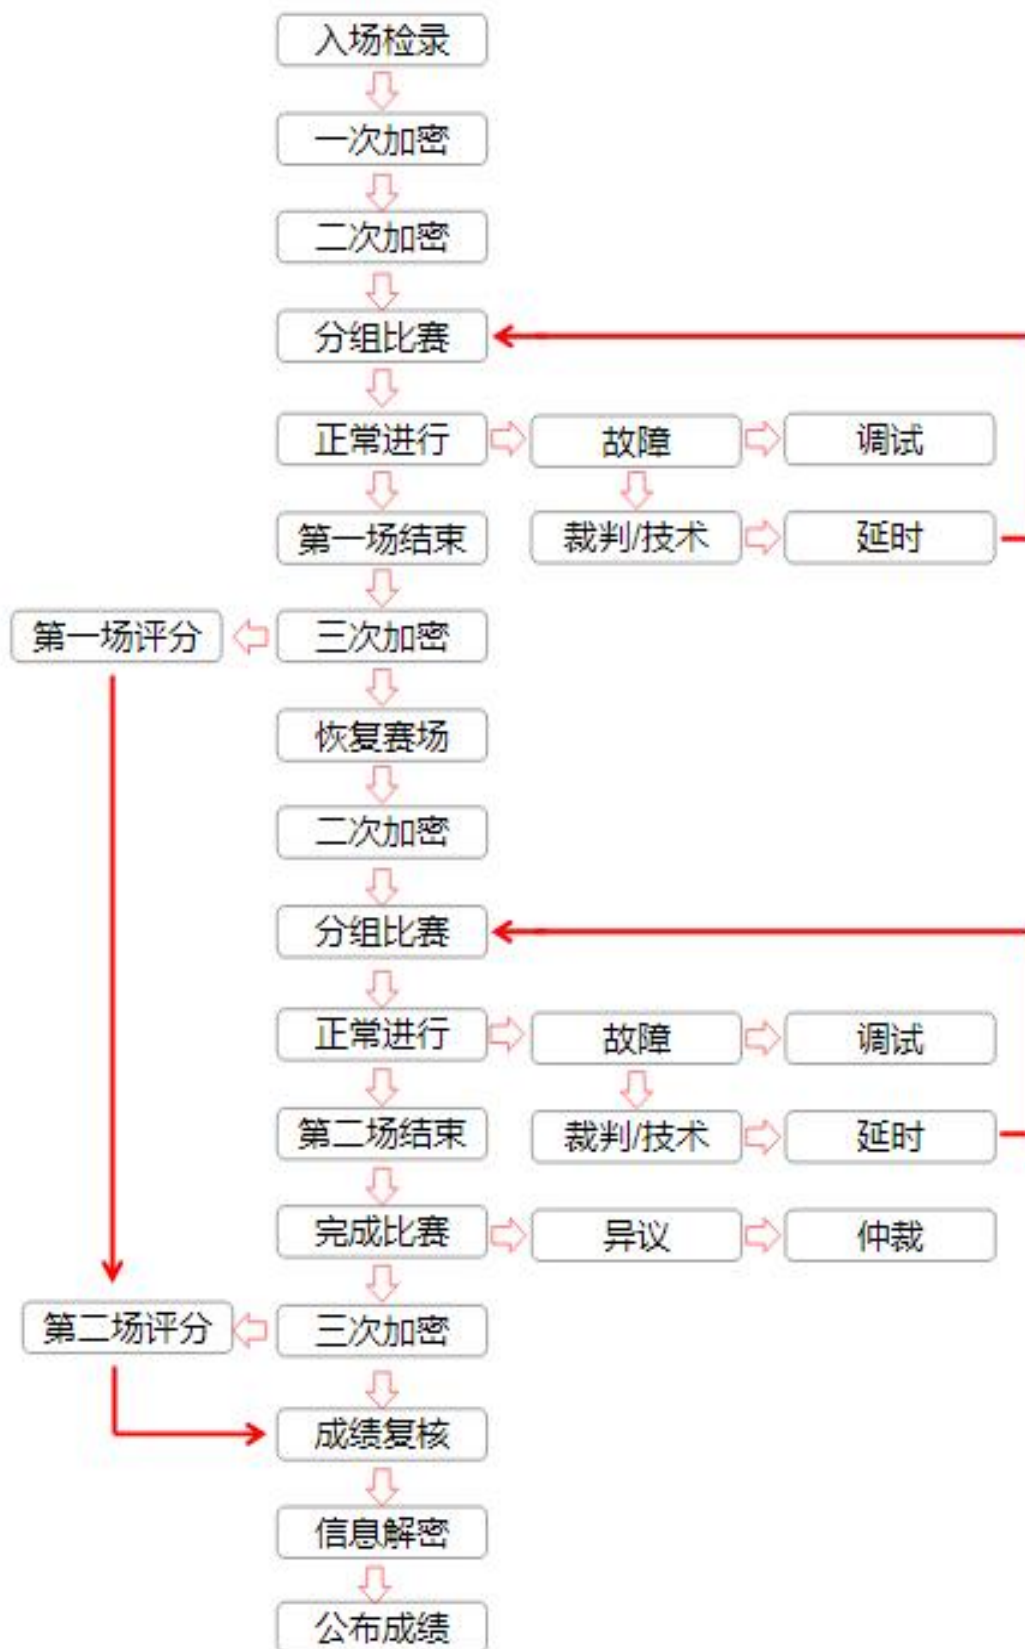 入场检录
一次加密
二次加密
分组比赛
正常进行 故障 调试
第一场结束 裁判/技术 延时
第一场评分 三次加密
恢复赛场
二次加密
分组比赛
正常进行 故障 调试
第二场结束 裁判/技术 延时
完成比赛 异议 仲裁
第二场评分 三次加密
成绩复核
信息解密
公布成绩